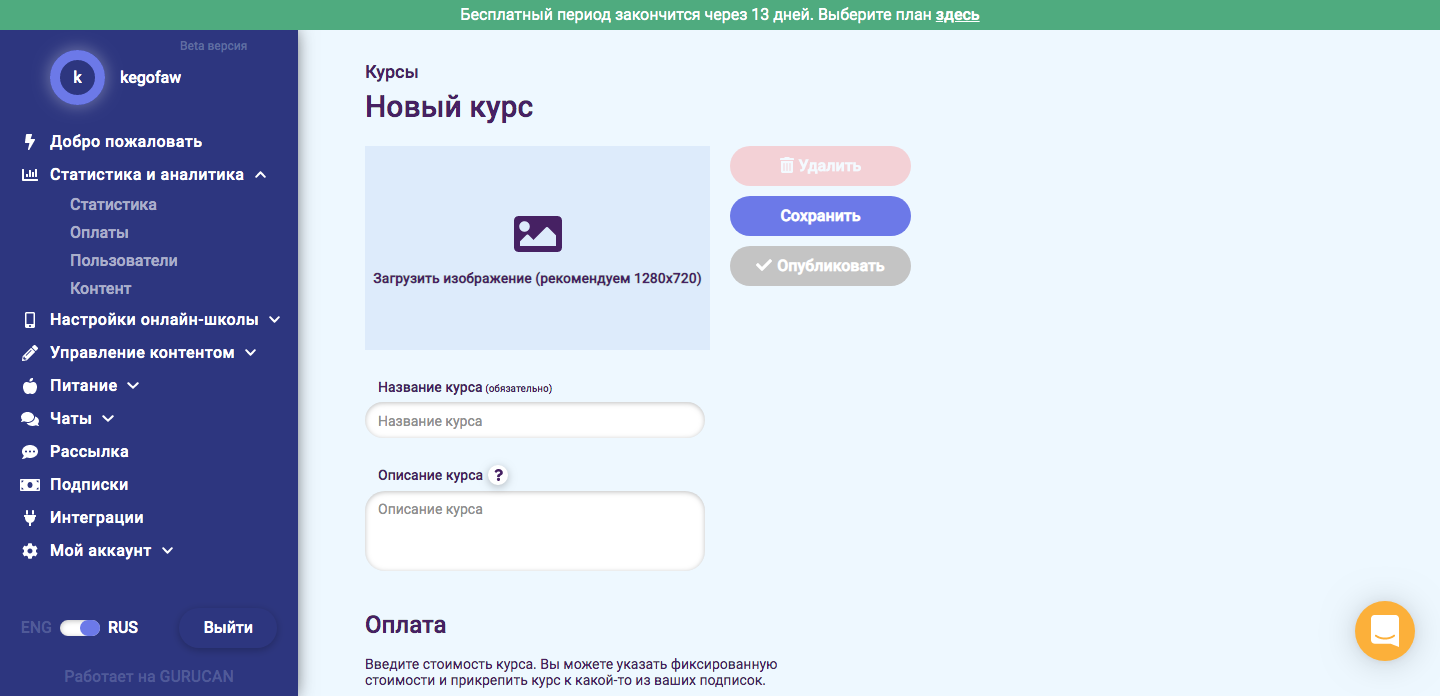 Бесплатный период закончится через 13 дней. Выберите план здесь
Beta версия
k
kegofaw
Добро пожаловать
Статистика и аналитика
Статистика
Оплаты
Пользователи
Контент
Настройки онлайн-школы
Управление контентом
Питание
Чаты
Рассылка
Подписки
Интеграции
Мой аккаунт
ENG RUS Выйти
Работает на GURUCAN
Курсы
Новый курс
Загрузить изображение (рекомендуем 1280x720)
Удалить
Сохранить
Опубликовать
Название курса (обязательно)
Название курса
Описание курса ?
Описание курса
Оплата
Введите стоимость курса. Вы можете указать фиксированную
стоимости и прикрепить курс к какой-то из ваших подписок.